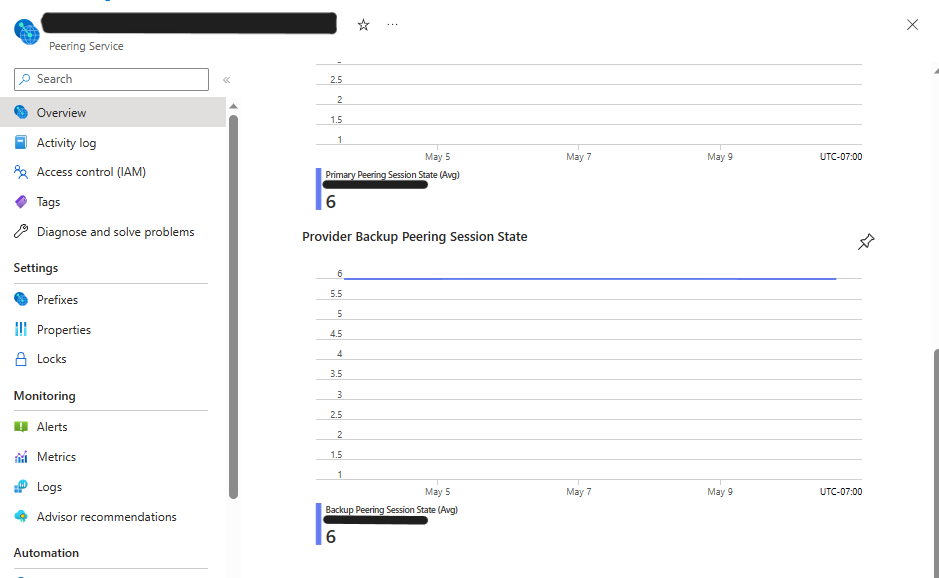 ...
Peering Service
Search
«
Overview
Activity log
Access control (IAM)
Tags
Diagnose and solve problems
Settings
Prefixes
Properties
Locks
Monitoring
Alerts
Metrics
Logs
Advisor recommendations
Automation
2.5
2
1.5
1
May 5 May 7 May 9 UTC-07:00
Primary Peering Session State (Avg)
6
Provider Backup Peering Session State
6
5.5
5
4.5
4
3.5
3
2.5
2
1.5
1
May 5 May 7 May 9 UTC-07:00
Backup Peering Session State (Avg)
6